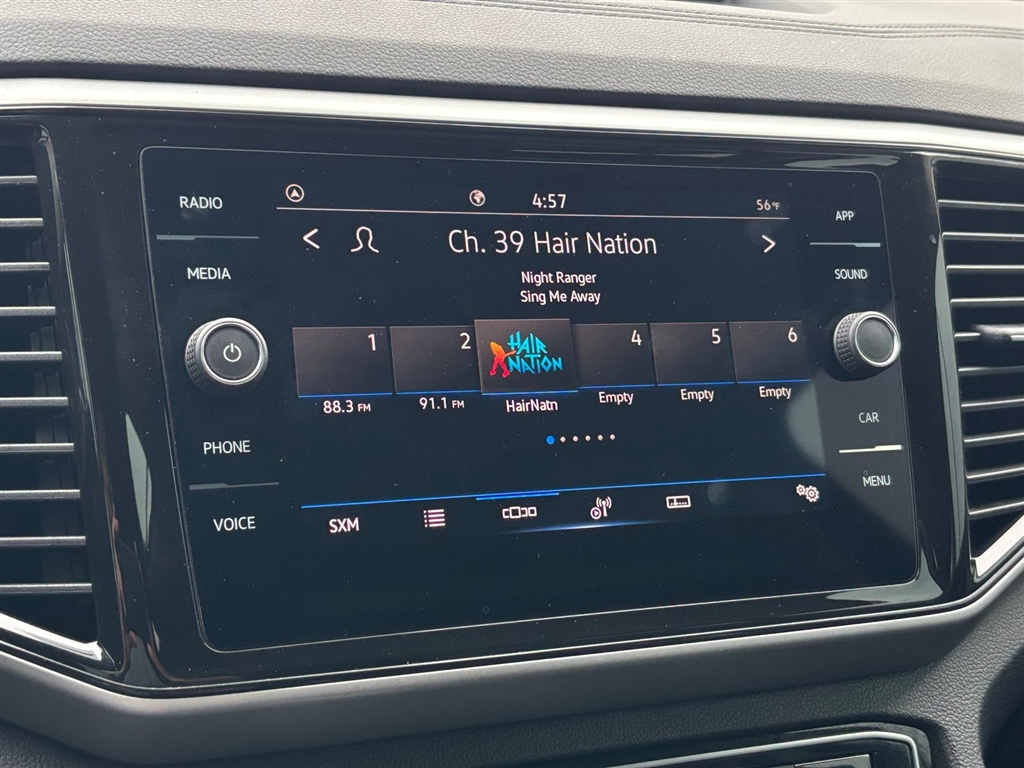 RADIO
MEDIA
PHONE
VOICE
4:57
56°F
Ch. 39 Hair Nation
Night Ranger
Sing Me Away
1
2
HAIR
NATION
4
5
6
88.3 FM
91.1 FM
HairNatn
Empty
Empty
Empty
SXM
APP
SOUND
CAR
MENU